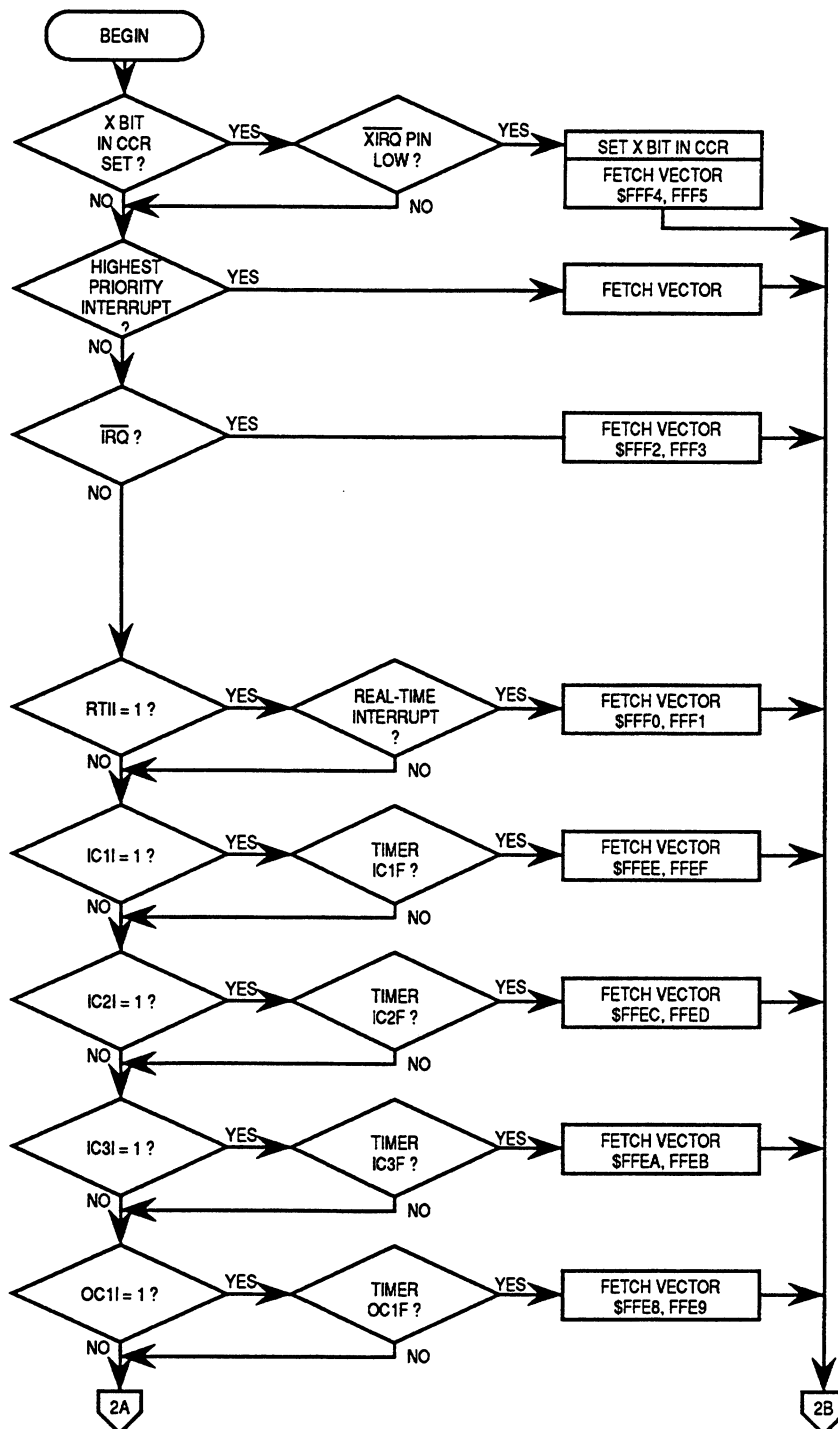 BEGIN
X BIT
IN CCR
SET ?
YES
XIRQ PIN
LOW ?
YES
SET X BIT IN CCR
FETCH VECTOR
$FFF4, FFF5
NO
NO
HIGHEST
PRIORITY
INTERRUPT
?
YES
FETCH VECTOR
NO
IRQ ?
YES
FETCH VECTOR
$FFF2, FFF3
NO
RTII = 1 ?
YES
REAL-TIME
INTERRUPT
?
YES
FETCH VECTOR
$FFF0, FFF1
NO
NO
IC1I = 1 ?
YES
TIMER
IC1F ?
YES
FETCH VECTOR
$FFEE, FFEF
NO
NO
IC2I = 1 ?
YES
TIMER
IC2F ?
YES
FETCH VECTOR
$FFEC, FFED
NO
NO
IC3I = 1 ?
YES
TIMER
IC3F ?
YES
FETCH VECTOR
$FFEA, FFEB
NO
NO
OC1I = 1 ?
YES
TIMER
OC1F ?
YES
FETCH VECTOR
$FFE8, FFE9
NO
NO
2A
2B